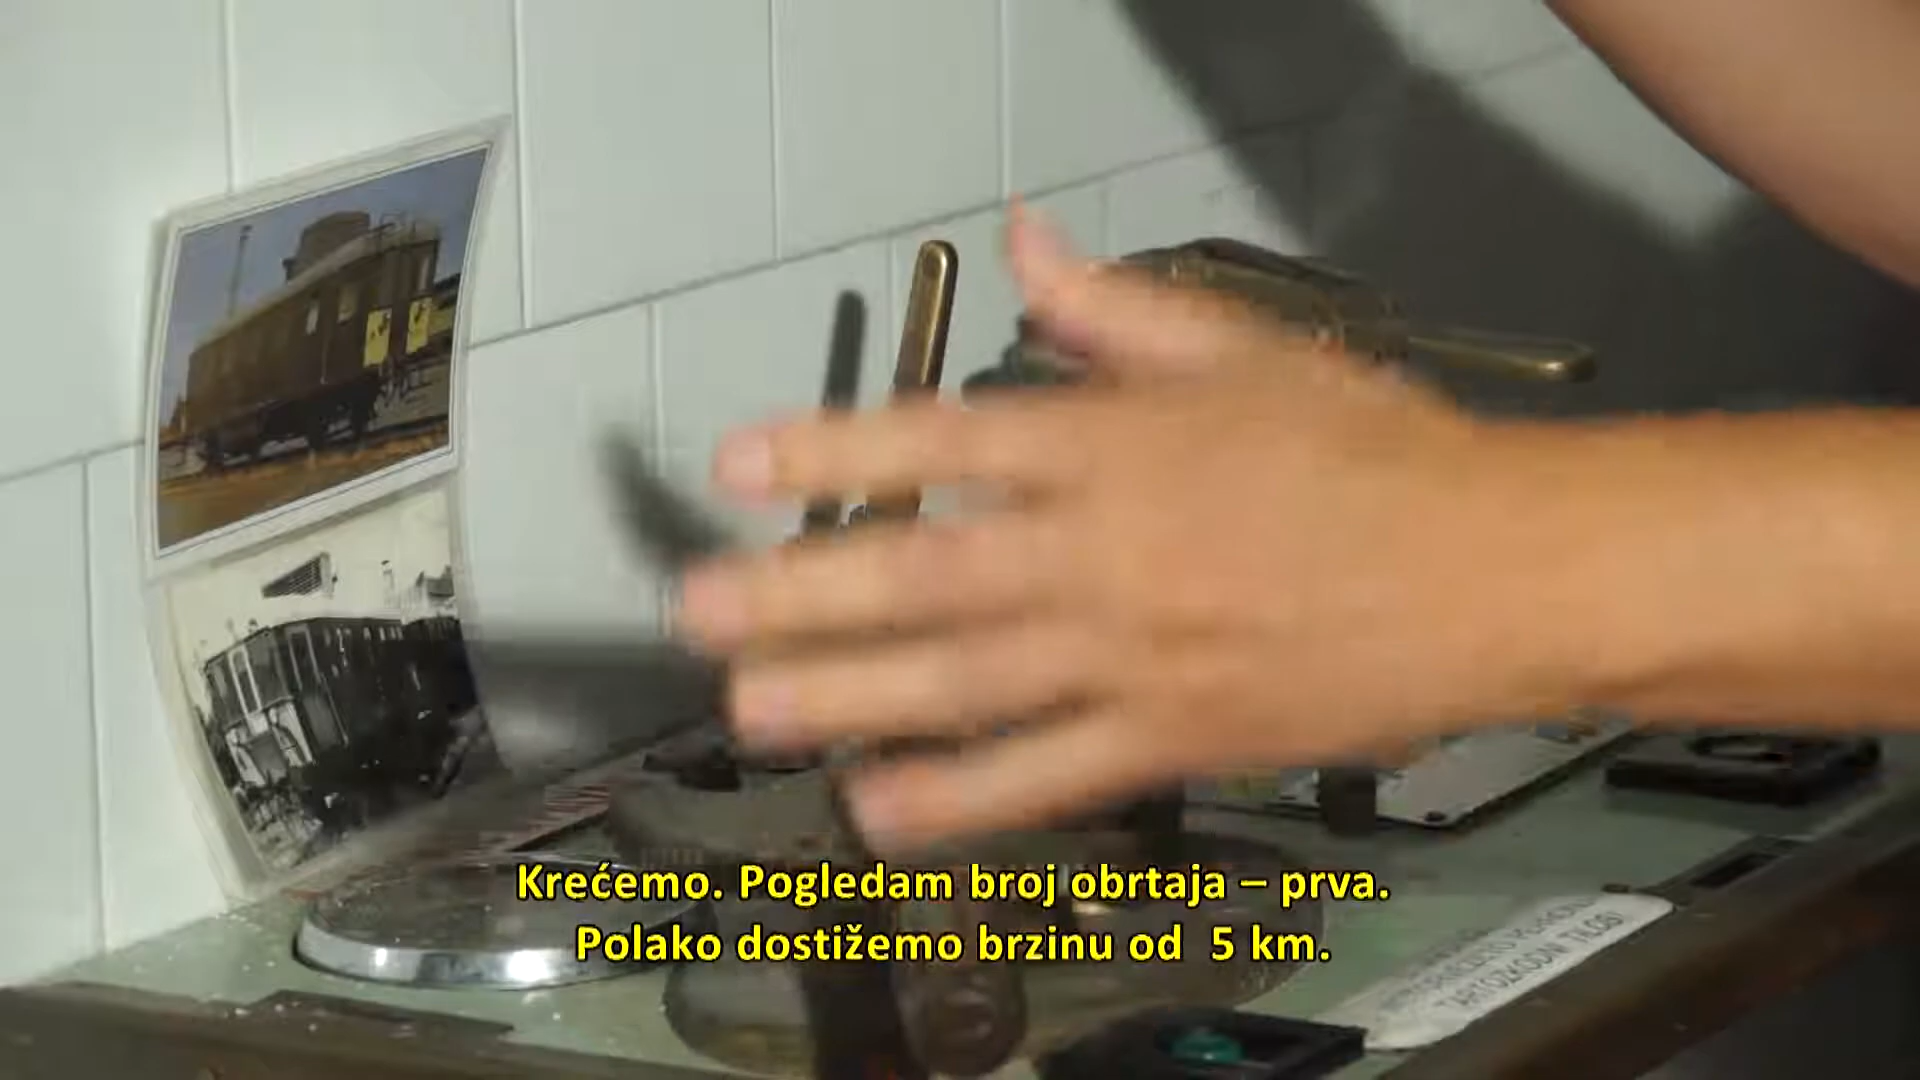 Krećemo. Pogledam broj obrtaja – prva.
Polako dostižemo brzinu od 5 km.